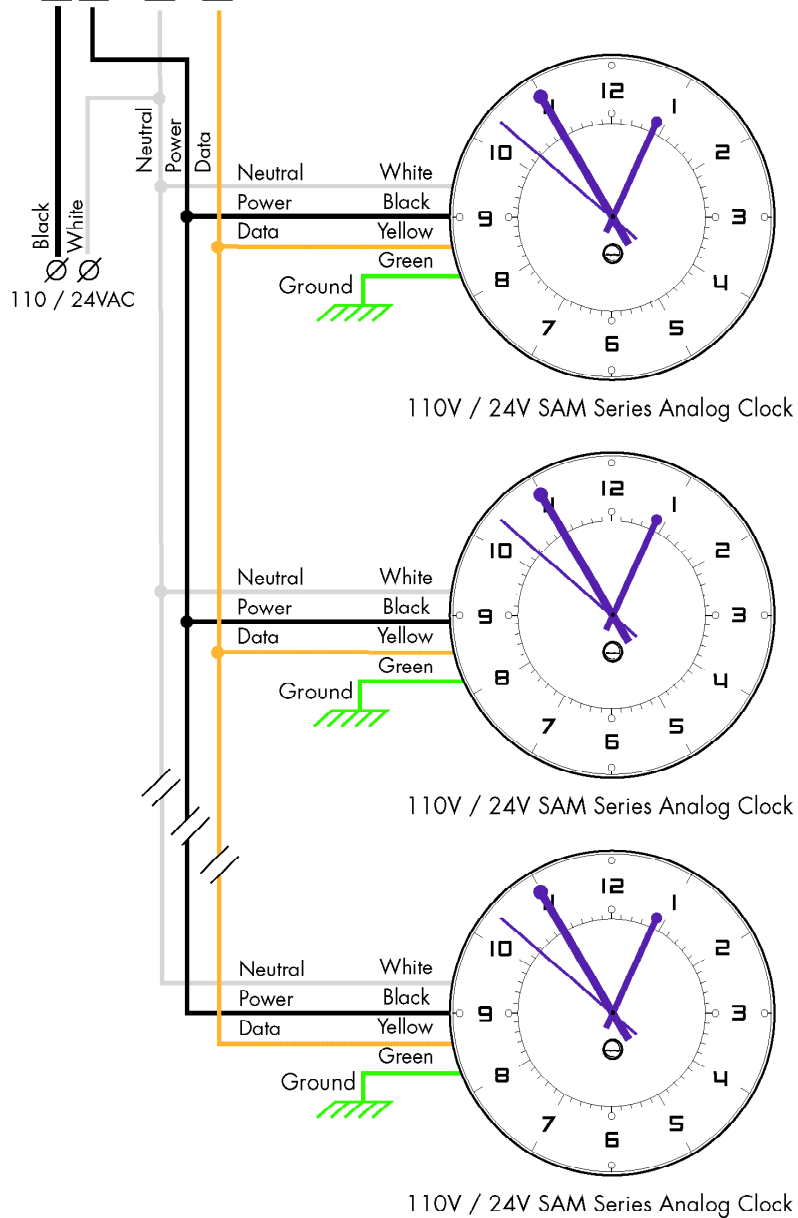 Neutral
Power
Data
Black
White
110 / 24VAC
Neutral White
Power Black
Data Yellow
Green
Ground
12
1
2
3
4
5
6
7
8
9
10
110V / 24V SAM Series Analog Clock
Neutral White
Power Black
Data Yellow
Green
Ground
12
1
2
3
4
5
6
7
8
9
10
110V / 24V SAM Series Analog Clock
Neutral White
Power Black
Data Yellow
Green
Ground
12
1
2
3
4
5
6
7
8
9
10
110V / 24V SAM Series Analog Clock